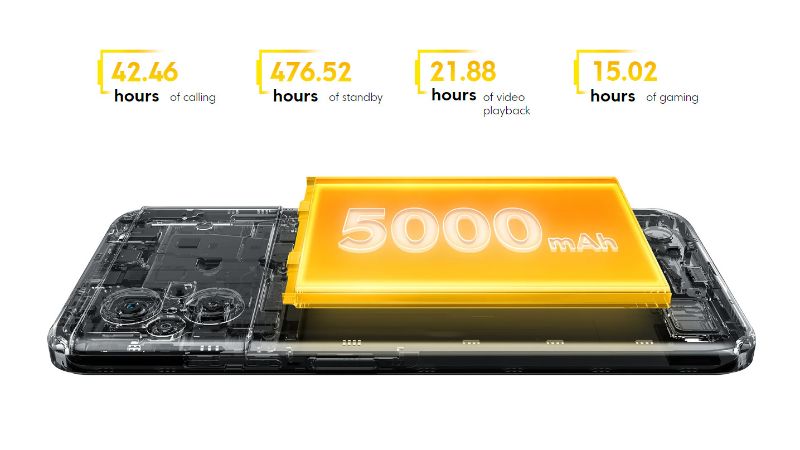 42.46
hours of calling
476.52
hours of standby
21.88
hours of video
playback
15.02
hours of gaming
5000 mAh